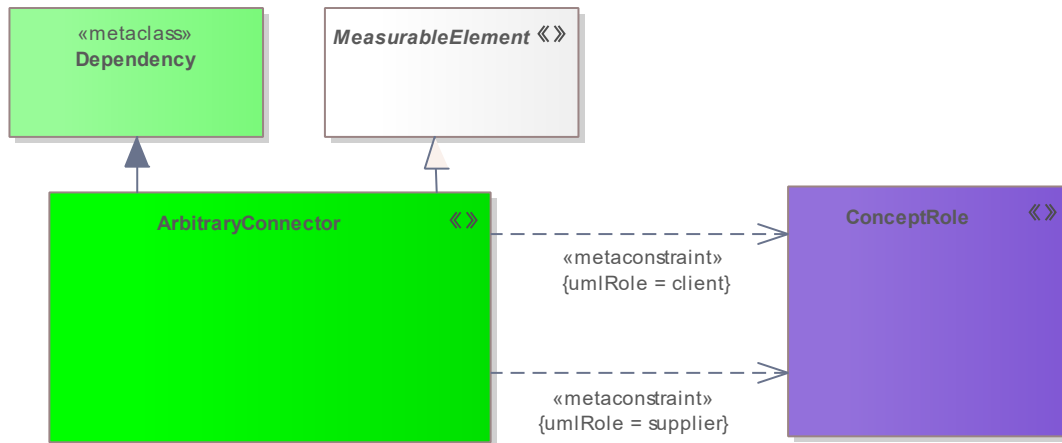 «metaclass»
Dependency
MeasurableElement «»
ArbitraryConnector «»
ConceptRole «»
«metaconstraint»
{umlRole = client}
«metaconstraint»
{umlRole = supplier}